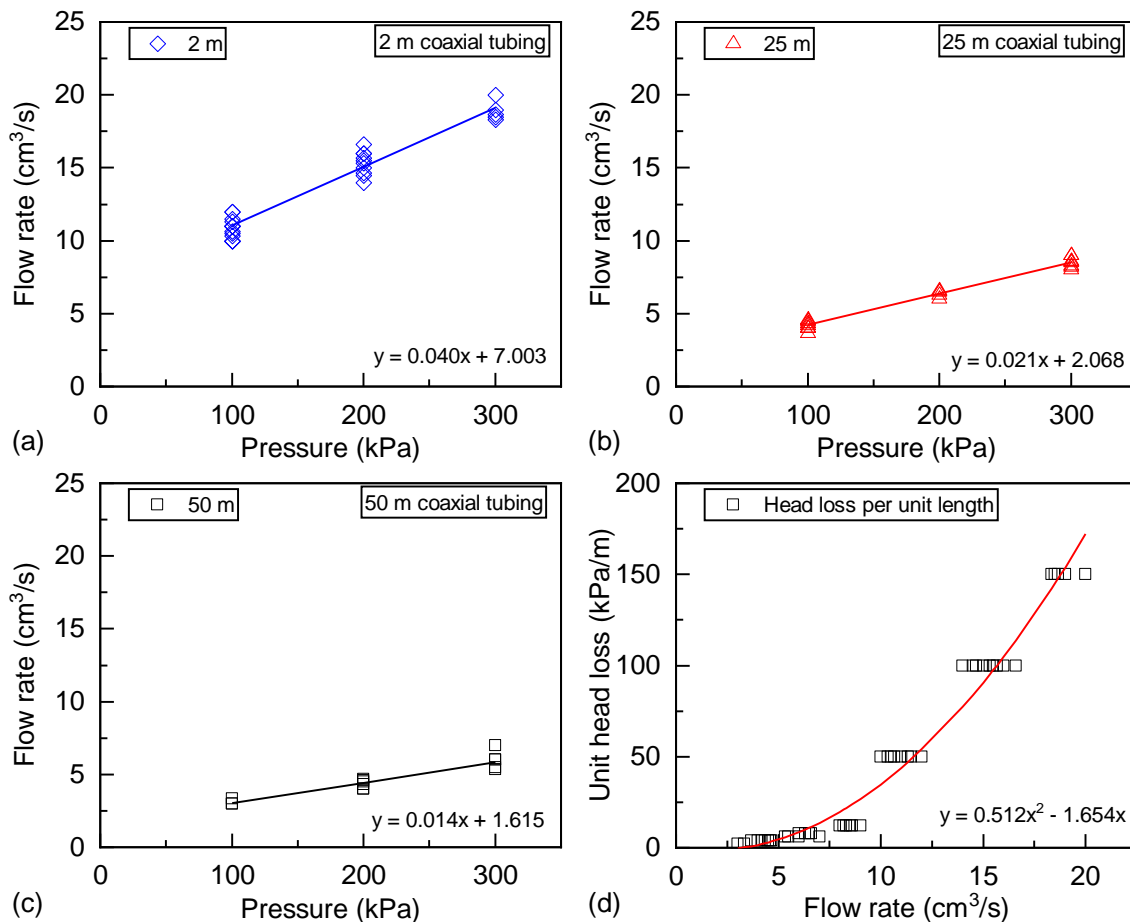 25
20
15
10
5
0
Flow rate (cm³/s)
2 m
2 m coaxial tubing
y = 0.040x + 7.003
0 100 200 300
Pressure (kPa)
(a)
25
20
15
10
5
0
Flow rate (cm³/s)
25 m
25 m coaxial tubing
y = 0.021x + 2.068
0 100 200 300
Pressure (kPa)
(b)
25
20
15
10
5
0
Flow rate (cm³/s)
50 m
50 m coaxial tubing
y = 0.014x + 1.615
0 100 200 300
Pressure (kPa)
(c)
200
150
100
50
0
Unit head loss (kPa/m)
Head loss per unit length
y = 0.512x² - 1.654x
0 5 10 15 20
Flow rate (cm³/s)
(d)